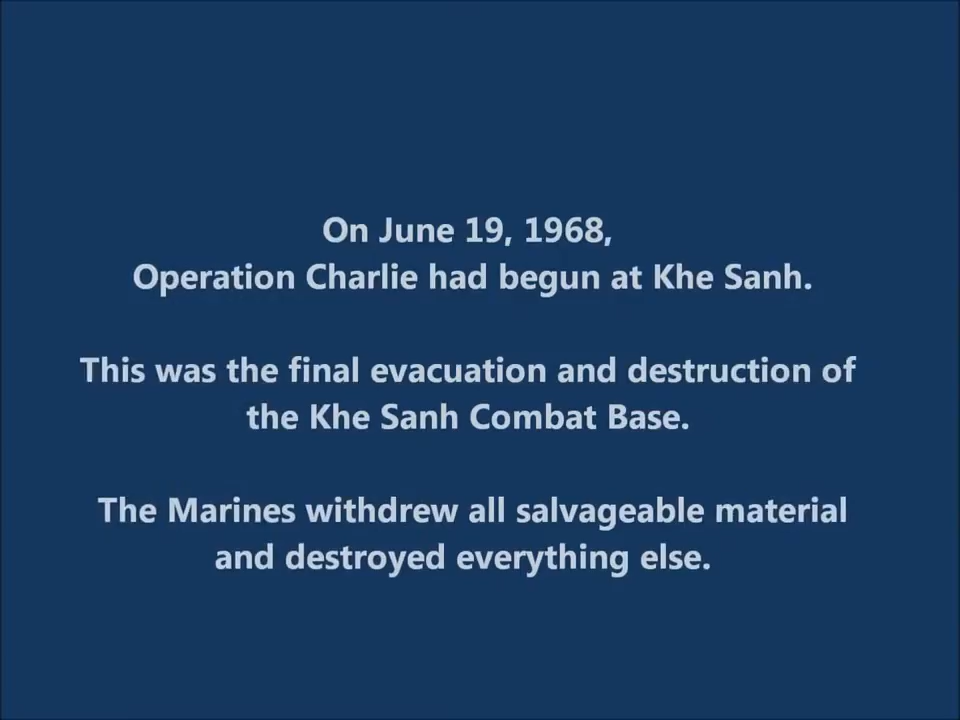 On June 19, 1968,
Operation Charlie had begun at Khe Sanh.
This was the final evacuation and destruction of
the Khe Sanh Combat Base.
The Marines withdrew all salvageable material
and destroyed everything else.